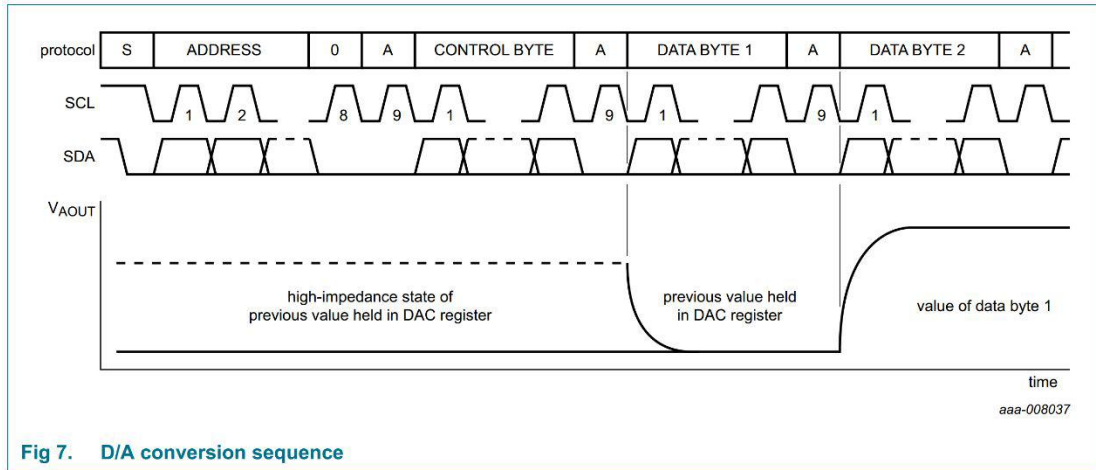 protocol S ADDRESS 0 A CONTROL BYTE A DATA BYTE 1 A DATA BYTE 2 A
SCL 1 2 8 9 1 9 1 9 1
SDA
VAOUT
high-impedance state of
previous value held in DAC register
previous value held
in DAC register
value of data byte 1
time
aaa-008037
Fig 7. D/A conversion sequence